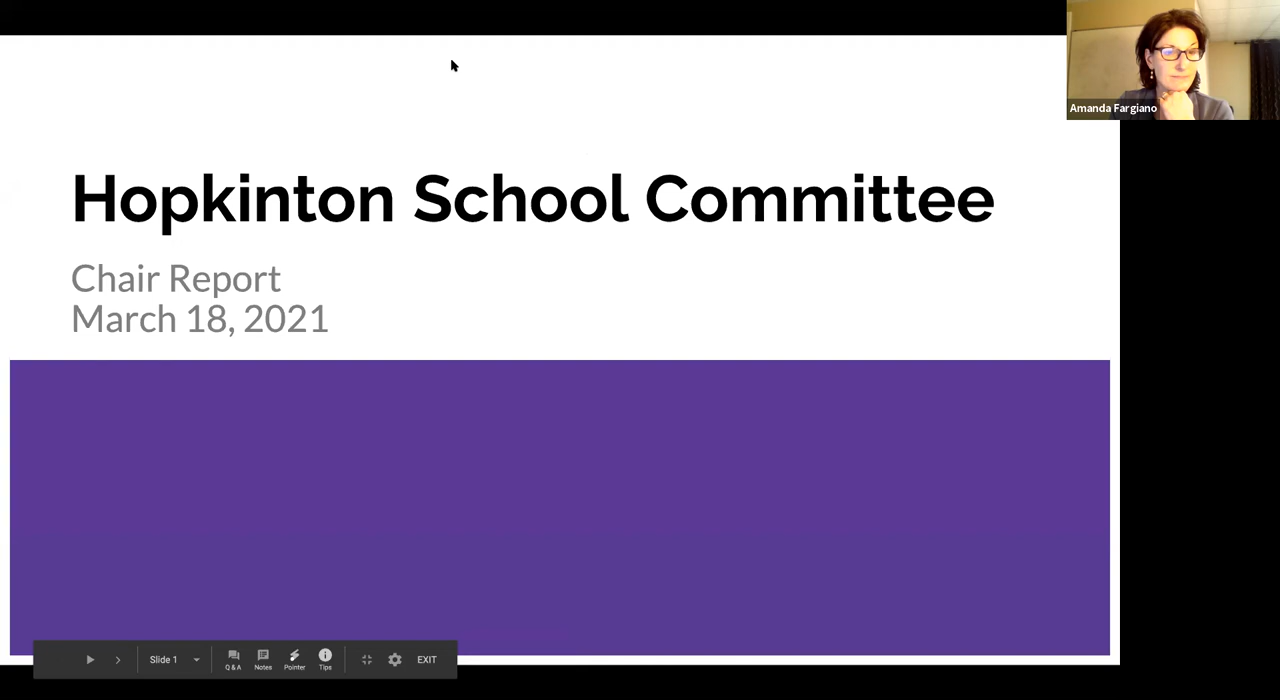 Amanda Fargiano
Hopkinton School Committee
Chair Report
March 18, 2021
Slide 1
Q & A
Notes
Pointer
Tips
EXIT